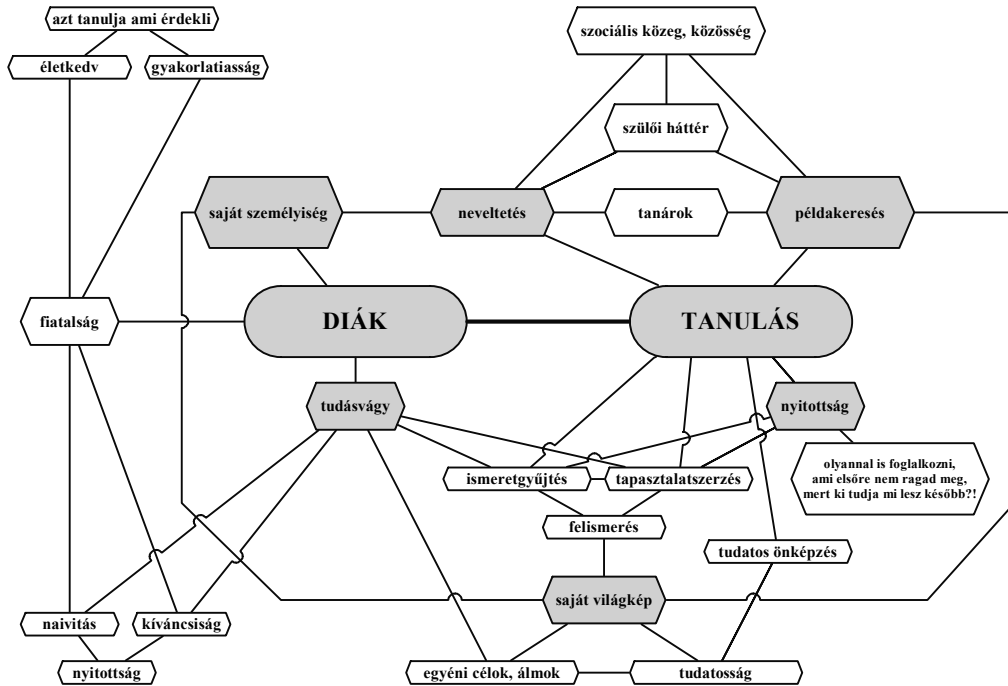 azt tanulja ami érdekli
szociális közeg, közösség
életkedv
gyakorlatiasság
szülői háttér
saját személyiség
neveltetés
tanárok
példakeresés
fiatalság
DIÁK
TANULÁS
tudásvágy
nyitottság
ismeretgyűjtés
tapasztalatszerzés
olyannal is foglalkozni,
ami elsőre nem ragad meg,
mert ki tudja mi lesz később?!
felismerés
tudatos önképzés
saját világkép
naivitás
kíváncsiság
nyitottság
egyéni célok, álmok
tudatosság